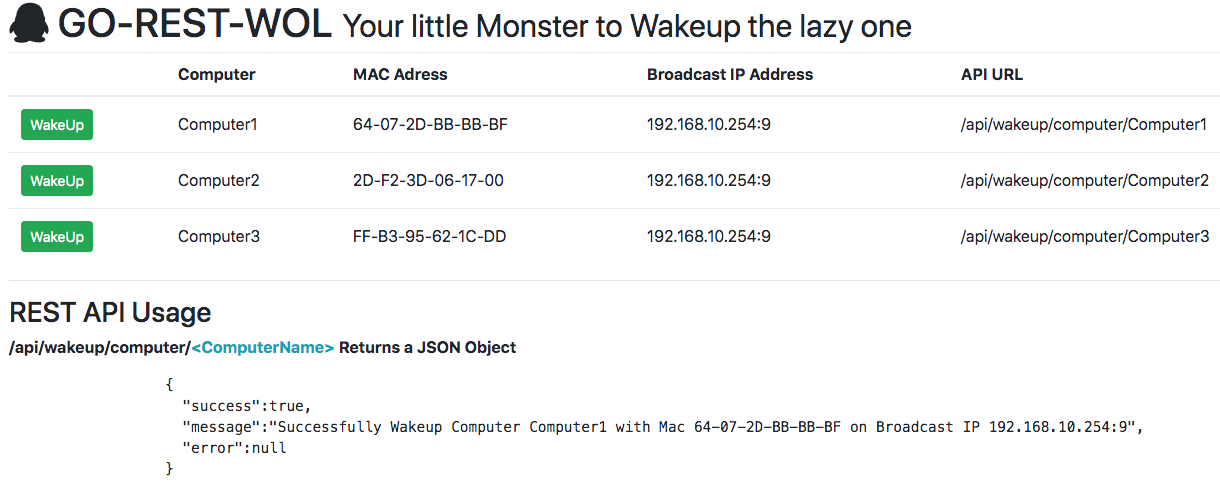 GO-REST-WOL Your little Monster to Wakeup the lazy one
Computer MAC Adress Broadcast IP Address API URL
WakeUp Computer1 64-07-2D-BB-BB-BF 192.168.10.254:9 /api/wakeup/computer/Computer1
WakeUp Computer2 2D-F2-3D-06-17-00 192.168.10.254:9 /api/wakeup/computer/Computer2
WakeUp Computer3 FF-B3-95-62-1C-DD 192.168.10.254:9 /api/wakeup/computer/Computer3
REST API Usage
/api/wakeup/computer/<ComputerName> Returns a JSON Object
{
"success":true,
"message":"Successfully Wakeup Computer Computer1 with Mac 64-07-2D-BB-BB-BF on Broadcast IP 192.168.10.254:9",
"error":null
}